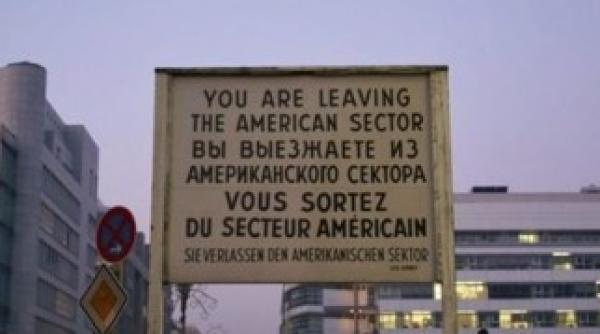 YOU ARE LEAVING
THE AMERICAN SECTOR
ВЫ ВЫЕЗЖАЕТЕ ИЗ
АМЕРИКАНСКОГО СЕКТОРА
VOUS SORTEZ
DU SECTEUR AMÉRICAIN
SIE VERLASSEN DEN AMERIKANISCHEN SEKTOR